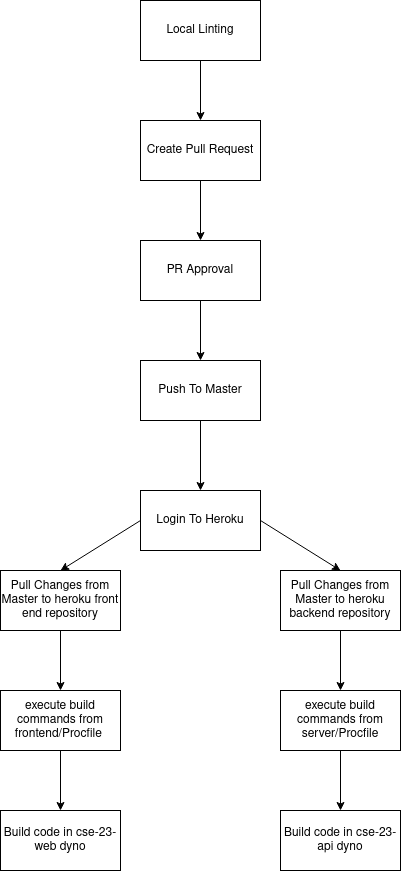 Local Linting
Create Pull Request
PR Approval
Push To Master
Login To Heroku
Pull Changes from
Master to heroku front
end repository
Pull Changes from
Master to heroku
backend repository
execute build
commands from
frontend/Procfile
execute build
commands from
server/Procfile
Build code in cse-23-
web dyno
Build code in cse-23-
api dyno